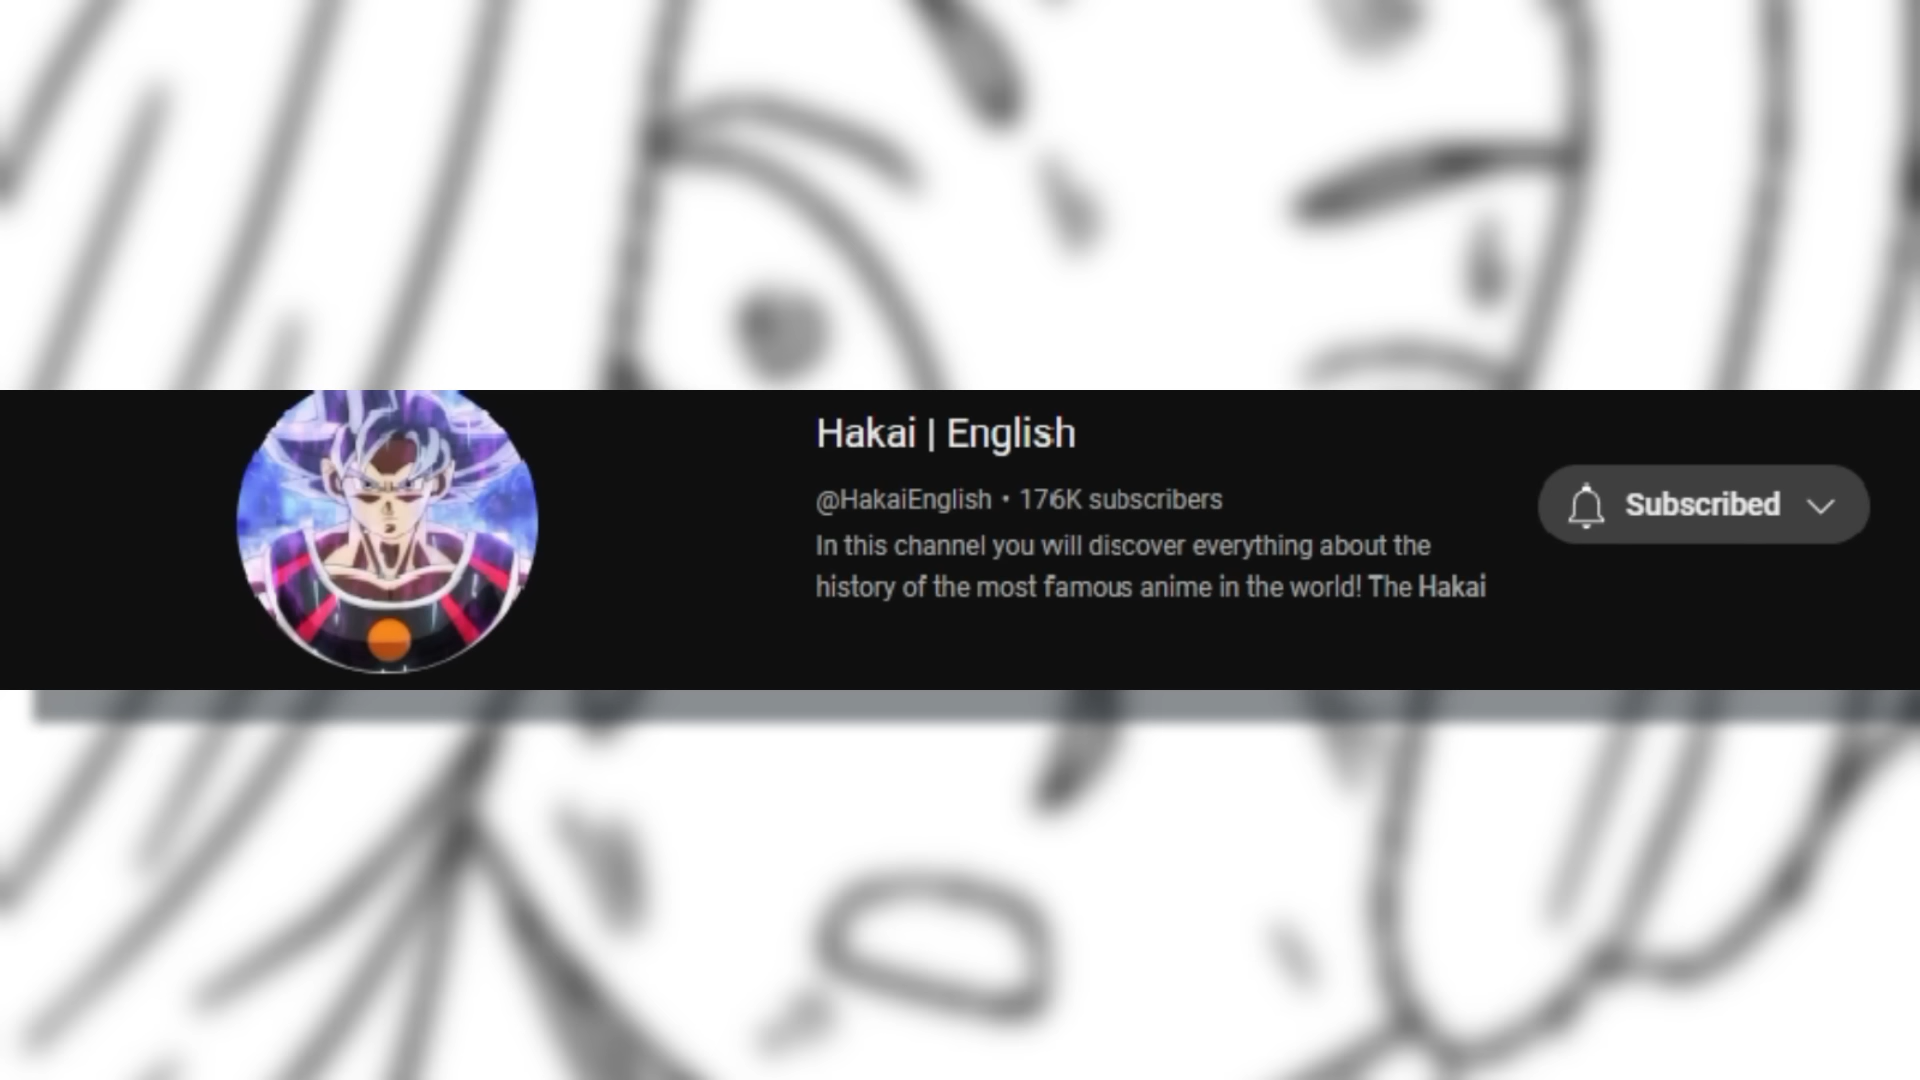 Hakai | English
@HakaiEnglish • 176K subscribers
Subscribed
In this channel you will discover everything about the
history of the most famous anime in the world! The Hakai